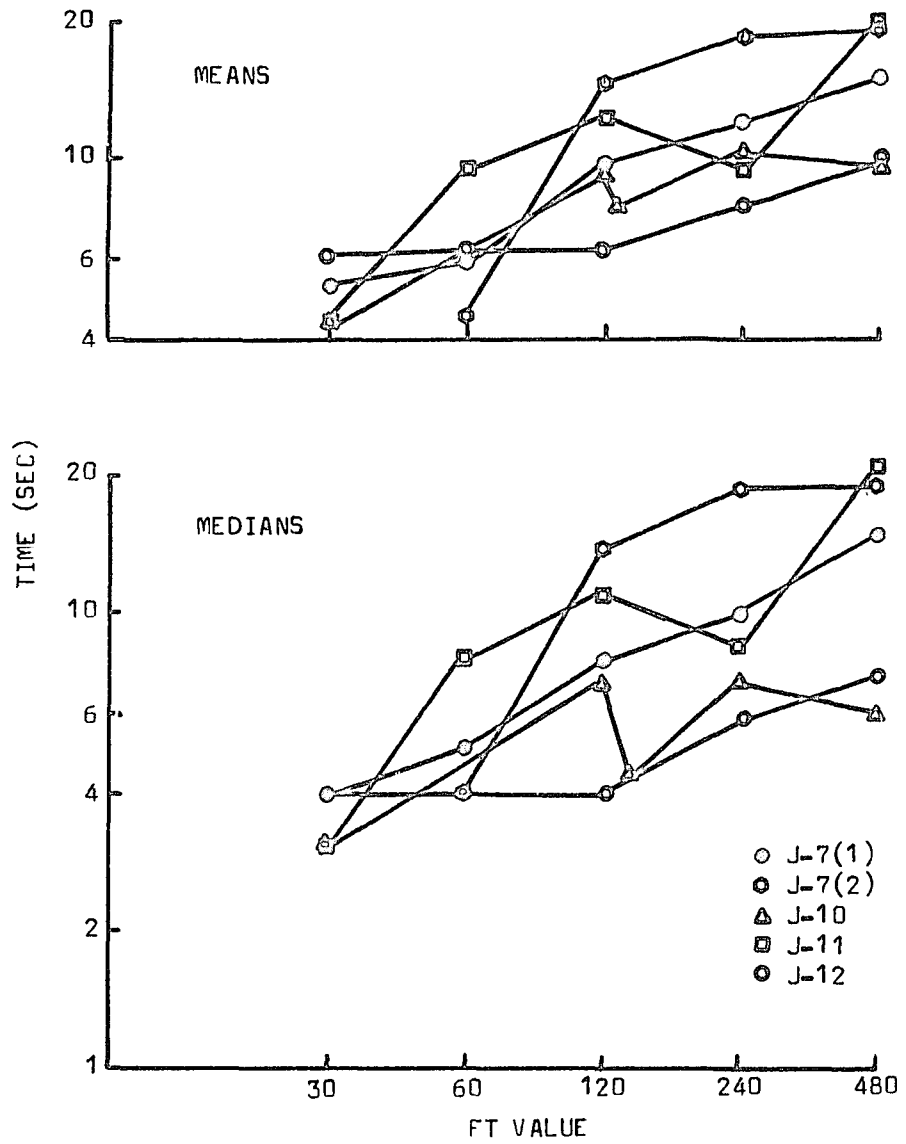 20
MEANS
10
6
4
TIME (SEC)
20
MEDIANS
10
6
4
2
1
J-7(1)
J-7(2)
J-10
J-11
J-12
30 60 120 240 480
FT VALUE